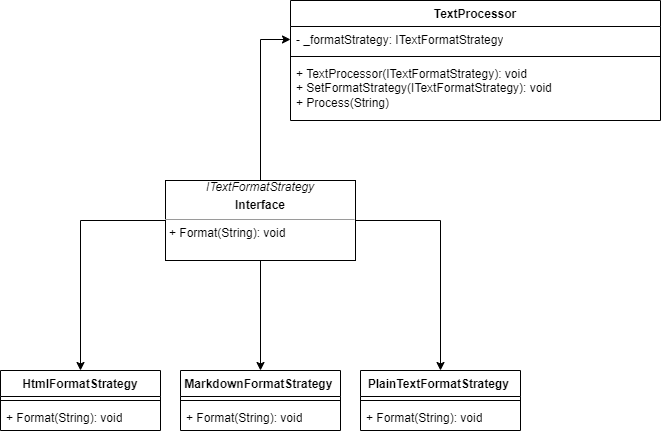 TextProcessor
- _formatStrategy: ITextFormatStrategy
+ TextProcessor(ITextFormatStrategy): void
+ SetFormatStrategy(ITextFormatStrategy): void
+ Process(String)
ITextFormatStrategy
Interface
+ Format(String): void
HtmlFormatStrategy
+ Format(String): void
MarkdownFormatStrategy
+ Format(String): void
PlainTextFormatStrategy
+ Format(String): void